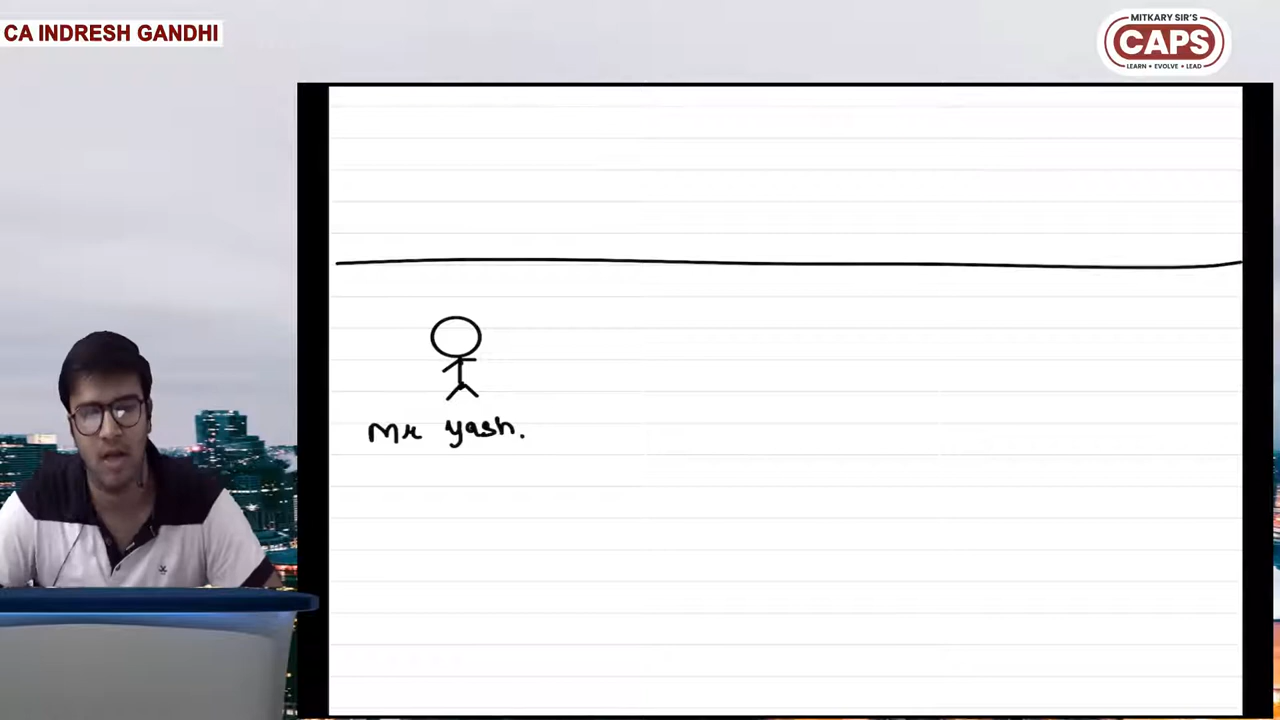 CA INDRESH GANDHI
MITKARY SIR'S
CAPS
LEARN • EVOLVE • LEAD
Mr yash.